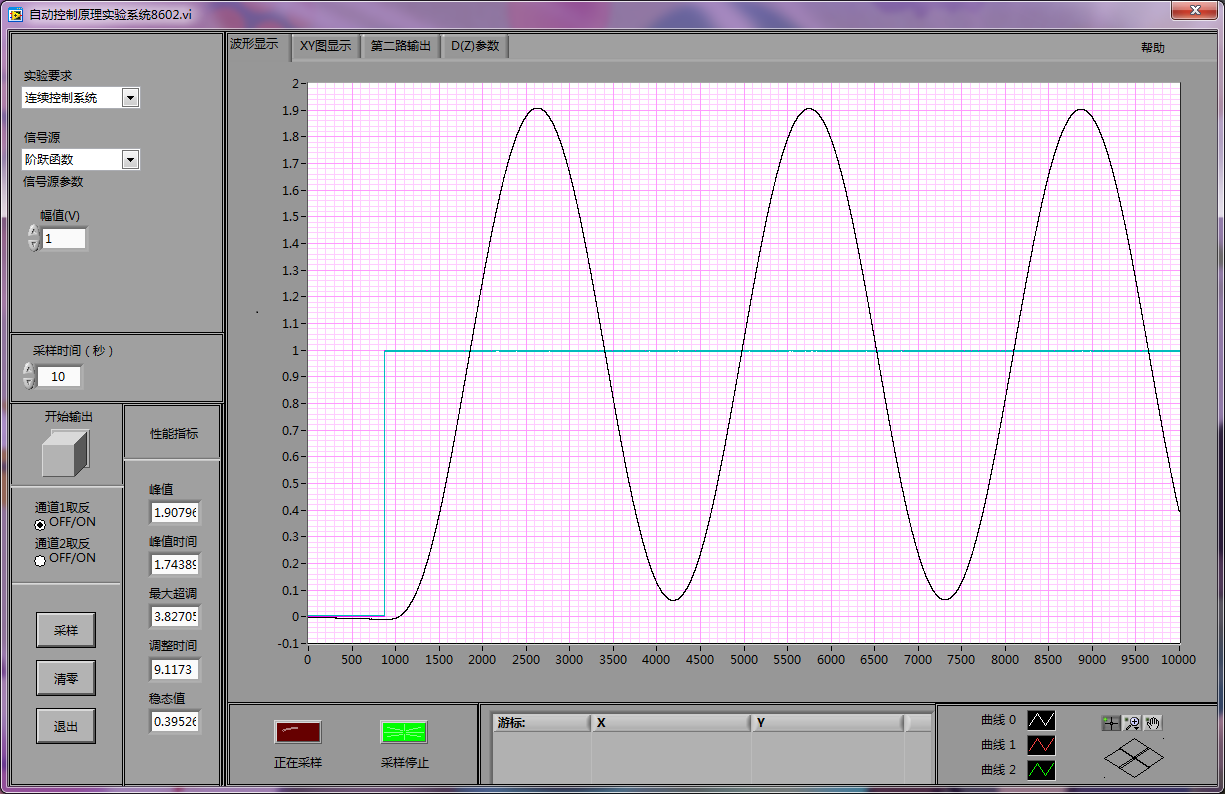 自动控制原理实验系统8602.vi
实验要求
连续控制系统
信号源
阶跃函数
信号源参数
幅值(V)
1
采样时间（秒）
10
开始输出
通道1取反
OFF/ON
通道2取反
OFF/ON
采样
清零
退出
性能指标
峰值
1.90796
峰值时间
1.74389
最大超调
3.82705
调整时间
9.1173
稳态值
0.39526
波形显示 XY图显示 第二路输出 D(Z)参数 帮助
2
1.9
1.8
1.7
1.6
1.5
1.4
1.3
1.2
1.1
1
0.9
0.8
0.7
0.6
0.5
0.4
0.3
0.2
0.1
0
-0.1
0 500 1000 1500 2000 2500 3000 3500 4000 4500 5000 5500 6000 6500 7000 7500 8000 8500 9000 9500 10000
正在采样 采样停止
游标: X Y
曲线 0
曲线 1
曲线 2